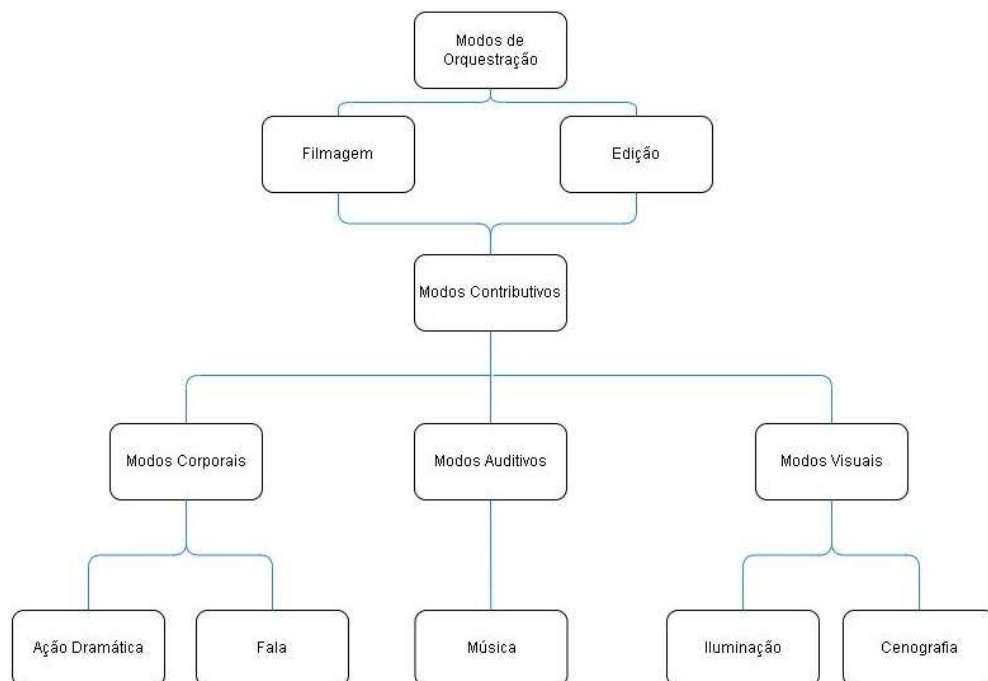 Modos de
Orquestração
Filmagem
Edição
Modos Contributivos
Modos Corporais
Modos Auditivos
Modos Visuais
Ação Dramática
Fala
Música
Iluminação
Cenografia